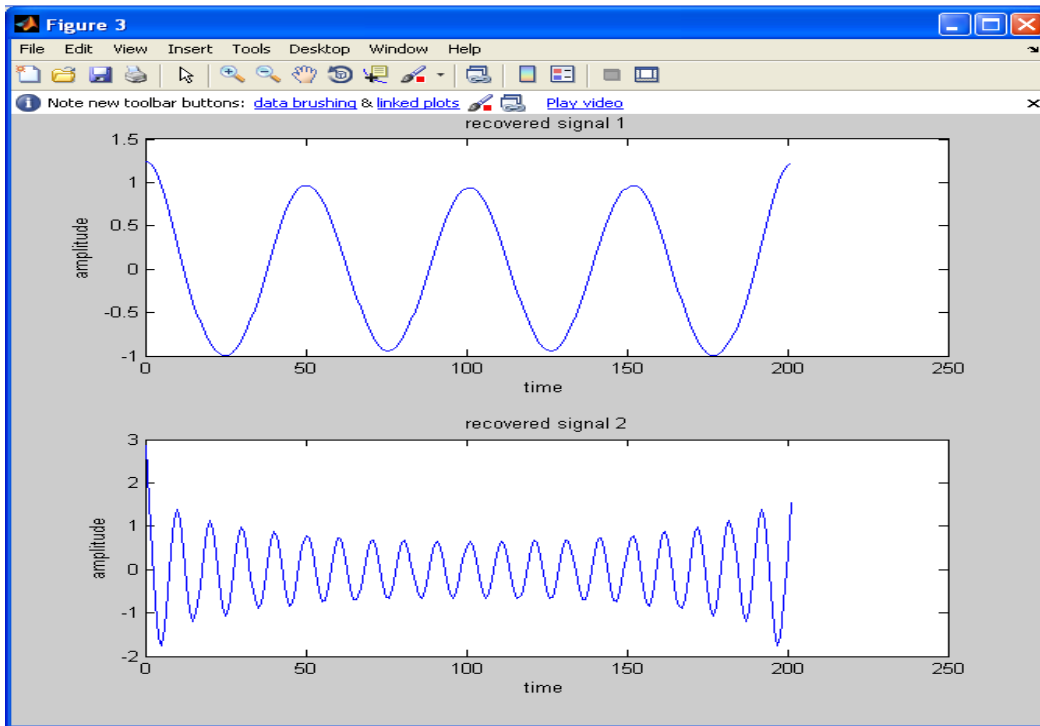 Figure 3
File Edit View Insert Tools Desktop Window Help
Note new toolbar buttons: data brushing & linked plots Play video
recovered signal 1
1.5
1
0.5
0
-0.5
-1
amplitude
0 50 100 150 200 250
time
recovered signal 2
3
2
1
0
-1
-2
amplitude
0 50 100 150 200 250
time